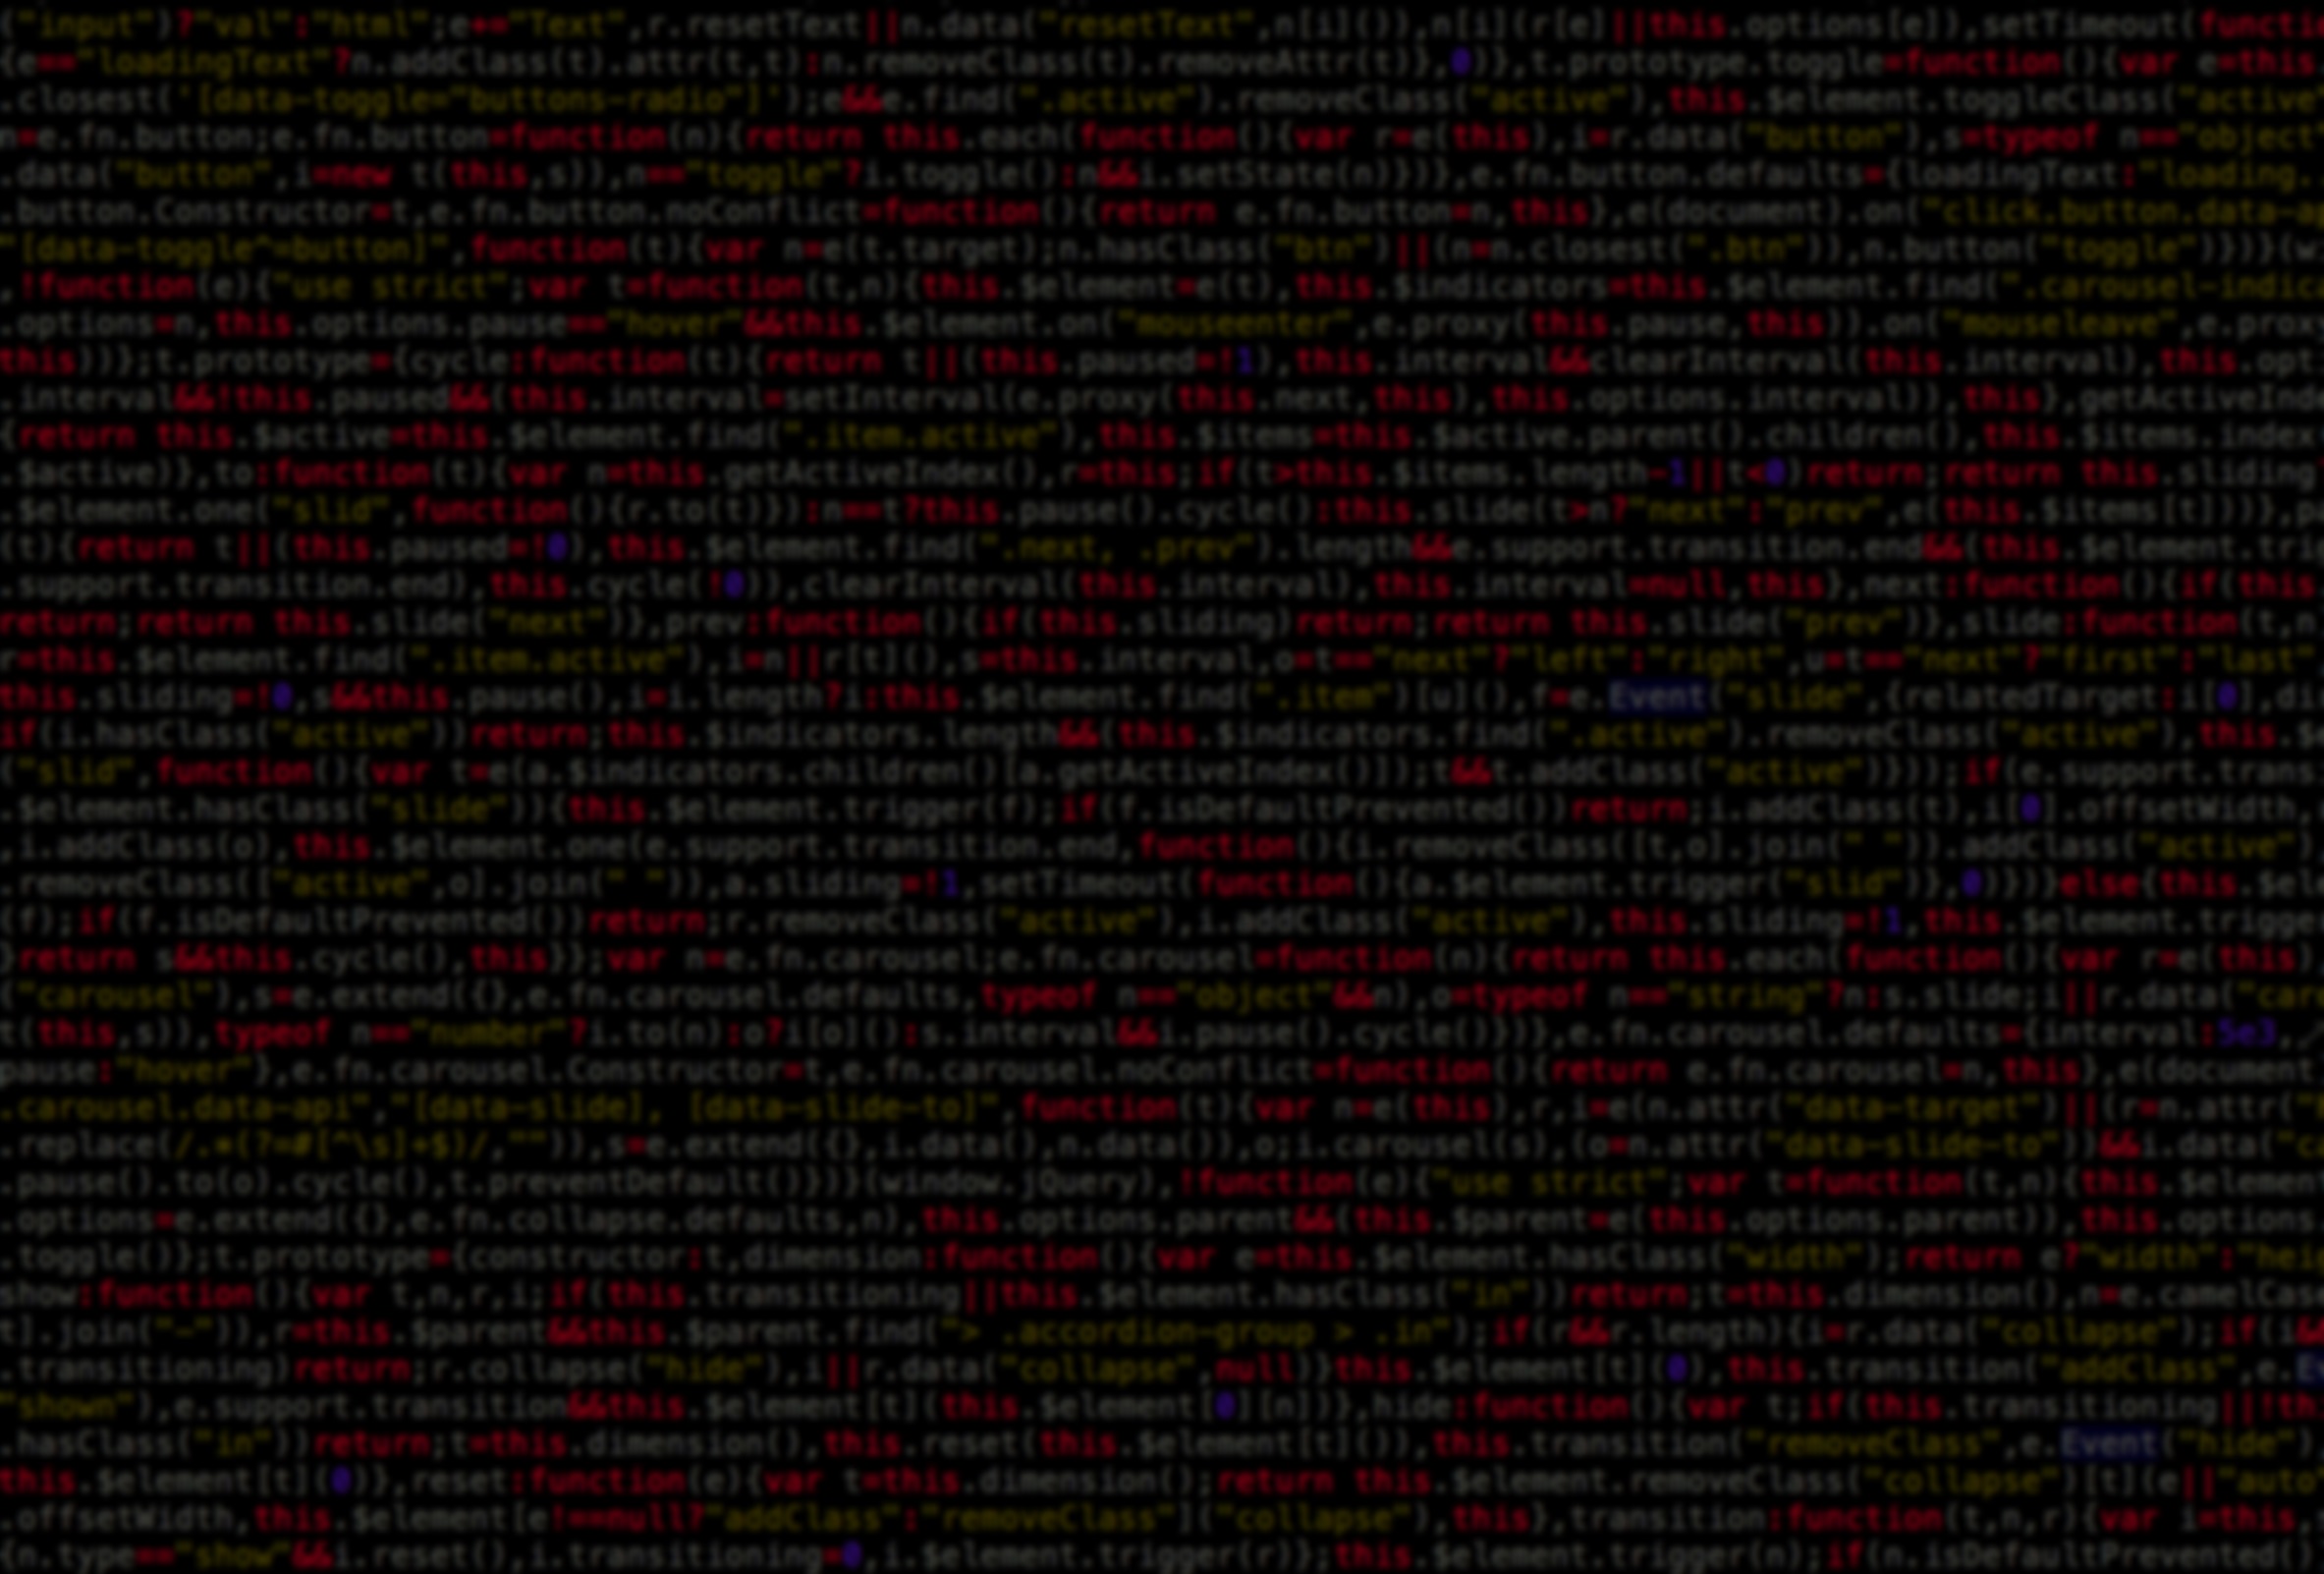 ("input")?"val":"html";e+="Text",r.resetText||n.data("resetText",n[i]()),n[i](r[e]||this.options[e]),setTimeout(functi
{e=="loadingText"?n.addClass(t).attr(t,t):n.removeClass(t).removeAttr(t)},0)},t.prototype.toggle=function(){var e=this
.closest('[data-toggle="buttons-radio"]');e&&e.find(".active").removeClass("active"),this.$element.toggleClass("active
n=e.fn.button;e.fn.button=function(n){return this.each(function(){var r=e(this),i=r.data("button"),s=typeof n=="object
.data("button",i=new t(this,s)),n=="toggle"?i.toggle():n&&i.setState(n)})},e.fn.button.defaults={loadingText:"loading.
.button.Constructor=t,e.fn.button.noConflict=function(){return e.fn.button=n,this},e(document).on("click.button.data-a
"[data-toggle^=button]",function(t){var n=e(t.target);n.hasClass("btn")||(n=n.closest(".btn")),n.button("toggle")})}(w
,!function(e){"use strict";var t=function(t,n){this.$element=e(t),this.$indicators=this.$element.find(".carousel-indic
.options=n,this.options.pause=="hover"&&this.$element.on("mouseenter",e.proxy(this.pause,this)).on("mouseleave",e.prox
this))};t.prototype={cycle:function(t){return t||(this.paused=!1),this.interval&&clearInterval(this.interval),this.opt
.interval&&!this.paused&&(this.interval=setInterval(e.proxy(this.next,this),this.options.interval)),this},getActiveInd
{return this.$active=this.$element.find(".item.active"),this.$items=this.$active.parent().children(),this.$items.index
.$active)},to:function(t){var n=this.getActiveIndex(),r=this;if(t>this.$items.length-1||t<0)return;return this.sliding?
.$element.one("slid",function(){r.to(t)}):n==t?this.pause().cycle():this.slide(t>n?"next":"prev",e(this.$items[t]))},p
(t){return t||(this.paused=!0),this.$element.find(".next, .prev").length&&e.support.transition.end&&(this.$element.tri
.support.transition.end),this.cycle(!0)),clearInterval(this.interval),this.interval=null,this},next:function(){if(this
return;return this.slide("next")},prev:function(){if(this.sliding)return;return this.slide("prev")},slide:function(t,n
r=this.$element.find(".item.active"),i=n||r[t](),s=this.interval,o=t=="next"?"left":"right",u=t=="next"?"first":"last"
this.sliding=!0,s&&this.pause(),i=i.length?i:this.$element.find(".item")[u](),f=e.Event("slide",{relatedTarget:i[0],di
if(i.hasClass("active"))return;this.$indicators.length&&(this.$indicators.find(".active").removeClass("active"),this.$
("slid",function(){var t=e(a.$indicators.children()[a.getActiveIndex()]);t&&t.addClass("active")}));if(e.support.trans
.$element.hasClass("slide")){this.$element.trigger(f);if(f.isDefaultPrevented())return;i.addClass(t),i[0].offsetWidth,
,i.addClass(o),this.$element.one(e.support.transition.end,function(){i.removeClass([t,o].join(" ")).addClass("active")
.removeClass(["active",o].join(" ")),a.sliding=!1,setTimeout(function(){a.$element.trigger("slid")},0)})}else{this.$el
(f);if(f.isDefaultPrevented())return;r.removeClass("active"),i.addClass("active"),this.sliding=!1,this.$element.trigge
}return s&&this.cycle(),this}};var n=e.fn.carousel;e.fn.carousel=function(n){return this.each(function(){var r=e(this)
("carousel"),s=e.extend({},e.fn.carousel.defaults,typeof n=="object"&&n),o=typeof n=="string"?n:s.slide;i||r.data("car
t(this,s)),typeof n=="number"?i.to(n):o?i[o]():s.interval&&i.pause().cycle()})},e.fn.carousel.defaults={interval:5e3,
pause:"hover"},e.fn.carousel.Constructor=t,e.fn.carousel.noConflict=function(){return e.fn.carousel=n,this},e(document
.carousel.data-api","[data-slide], [data-slide-to]",function(t){var n=e(this),r,i=e(n.attr("data-target")||(r=n.attr("
.replace(/.*(?=#[^\s]+$)/,"")),s=e.extend({},i.data(),n.data()),o;i.carousel(s),(o=n.attr("data-slide-to"))&&i.data("c
.pause().to(o).cycle(),t.preventDefault()})}(window.jQuery),!function(e){"use strict";var t=function(t,n){this.$elemen
.options=e.extend({},e.fn.collapse.defaults,n),this.options.parent&&(this.$parent=e(this.options.parent)),this.options
.toggle()};t.prototype={constructor:t,dimension:function(){var e=this.$element.hasClass("width");return e?"width":"hei
show:function(){var t,n,r,i;if(this.transitioning||this.$element.hasClass("in"))return;t=this.dimension(),n=e.camelCas
t].join("-")),r=this.$parent&&this.$parent.find("> .accordion-group > .in");if(r&&r.length){i=r.data("collapse");if(i&&
.transitioning)return;r.collapse("hide"),i||r.data("collapse",null)}this.$element[t](0),this.transition("addClass",e.E
"shown"),e.support.transition&&this.$element[t](this.$element[0][n])},hide:function(){var t;if(this.transitioning||!th
.hasClass("in"))return;t=this.dimension(),this.reset(this.$element[t]()),this.transition("removeClass",e.Event("hide")
this.$element[t](0)},reset:function(e){var t=this.dimension();return this.$element.removeClass("collapse")[t](e||"auto
.offsetWidth,this.$element[e!==null?"addClass":"removeClass"]("collapse"),this},transition:function(t,n,r){var i=this,
{n.type=="show"&&i.reset(),i.transitioning=0,i.$element.trigger(r)};this.$element.trigger(n);if(n.isDefaultPrevented()